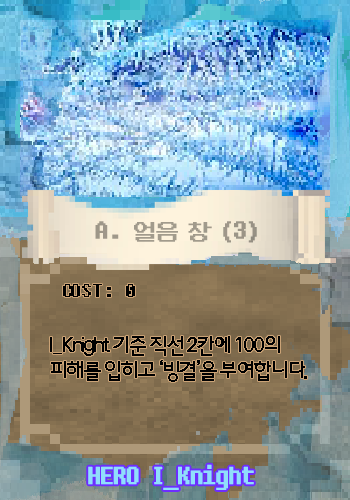 A. 얼음 창 (3)
COST: 0
I_Knight 기준 직선 2칸에 100의
피해를 입히고 ‘빙결’을 부여합니다.
HERO I_Knight